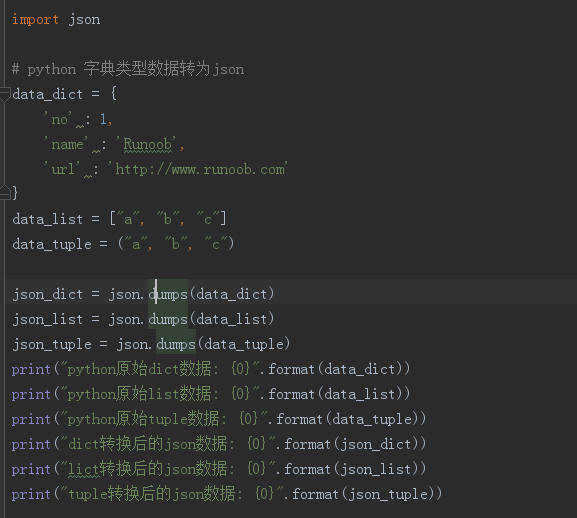 import json
# python 字典类型数据转为json
data_dict = {
'no' : 1,
'name' : 'Runoob',
'url' : 'http://www.runoob.com'
}
data_list = ["a", "b", "c"]
data_tuple = ("a", "b", "c")
json_dict = json.dumps(data_dict)
json_list = json.dumps(data_list)
json_tuple = json.dumps(data_tuple)
print("python原始dict数据: {0}".format(data_dict))
print("python原始list数据: {0}".format(data_list))
print("python原始tuple数据: {0}".format(data_tuple))
print("dict转换后的json数据: {0}".format(json_dict))
print("lict转换后的json数据: {0}".format(json_list))
print("tuple转换后的json数据: {0}".format(json_tuple))